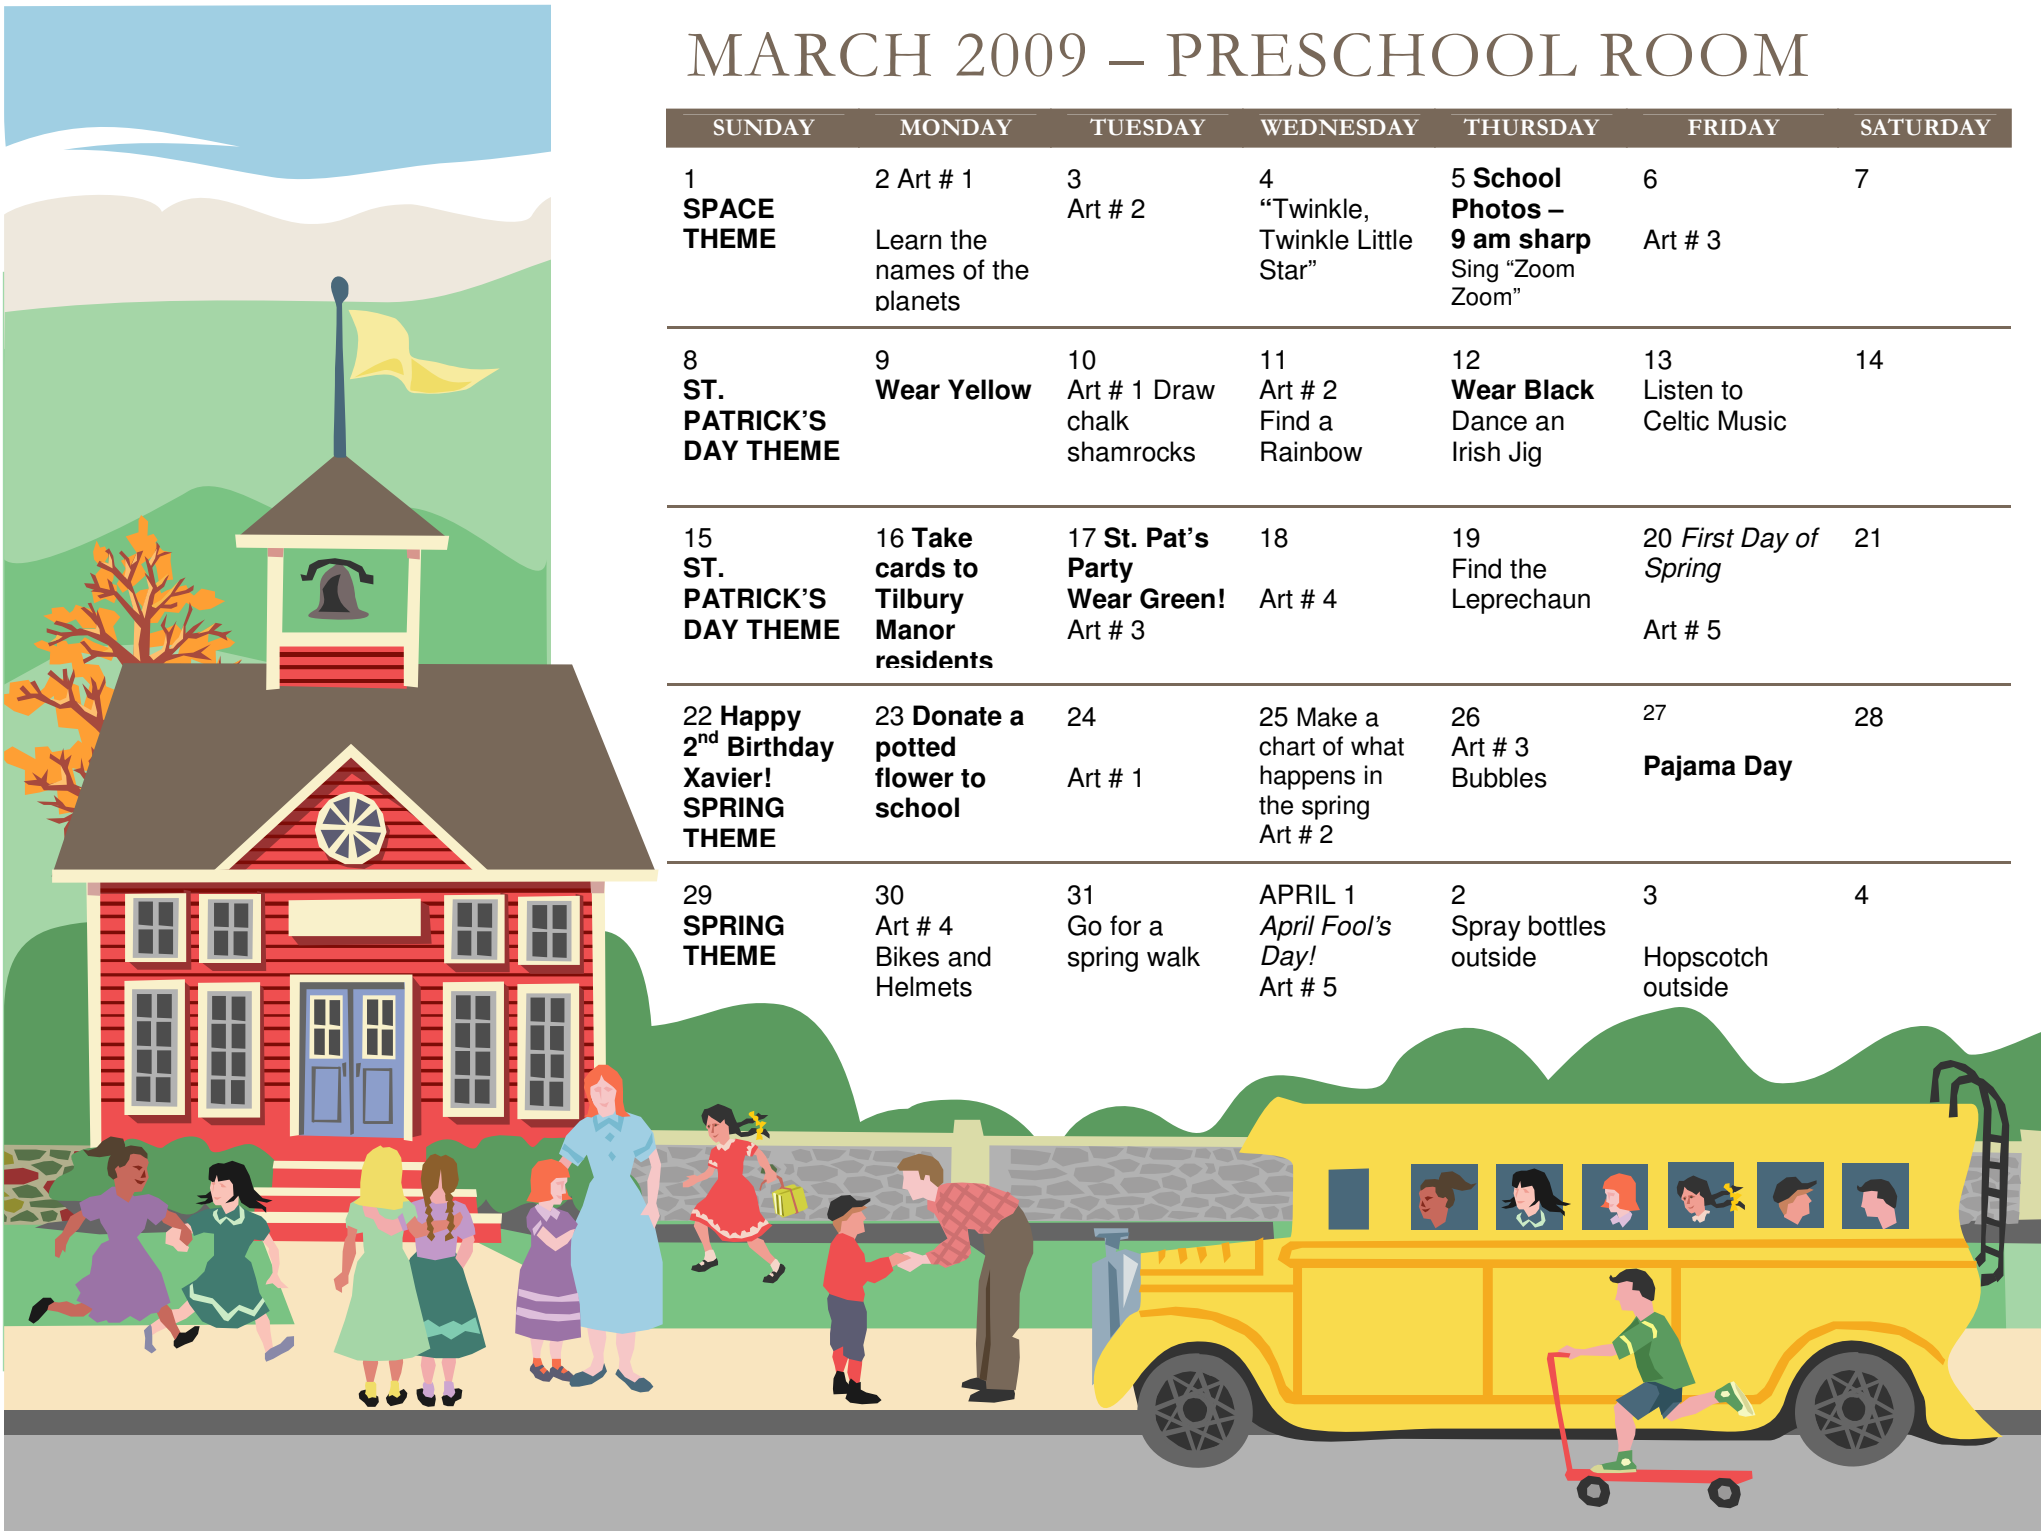 MARCH 2009 – PRESCHOOL ROOM
SUNDAY MONDAY TUESDAY WEDNESDAY THURSDAY FRIDAY SATURDAY
1
SPACE
THEME
2 Art # 1
Learn the
names of the
planets
3
Art # 2
4
“Twinkle,
Twinkle Little
Star”
5 School
Photos –
9 am sharp
Sing “Zoom
Zoom”
6
Art # 3
7
8
ST.
PATRICK’S
DAY THEME
9
Wear Yellow
10
Art # 1 Draw
chalk
shamrocks
11
Art # 2
Find a
Rainbow
12
Wear Black
Dance an
Irish Jig
13
Listen to
Celtic Music
14
15
ST.
PATRICK’S
DAY THEME
16 Take
cards to
Tilbury
Manor
residents
17 St. Pat’s
Party
Wear Green!
Art # 3
18
Art # 4
19
Find the
Leprechaun
20 First Day of
Spring
Art # 5
21
22 Happy
2nd Birthday
Xavier!
SPRING
THEME
23 Donate a
potted
flower to
school
24
Art # 1
25 Make a
chart of what
happens in
the spring
Art # 2
26
Art # 3
Bubbles
27
Pajama Day
28
29
SPRING
THEME
30
Art # 4
Bikes and
Helmets
31
Go for a
spring walk
APRIL 1
April Fool’s
Day!
Art # 5
2
Spray bottles
outside
3
Hopscotch
outside
4